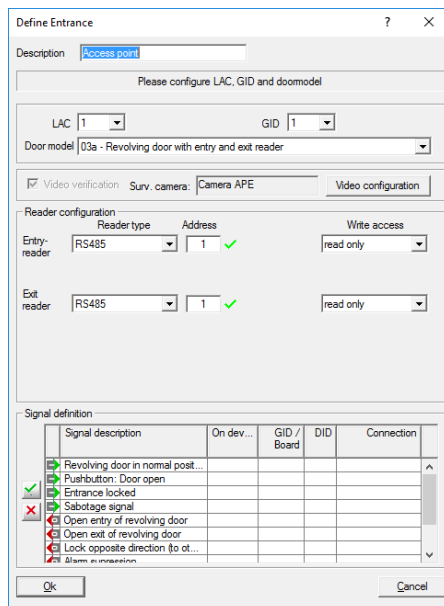 Define Entrance ? ×
Description Access point
Please configure LAC, GID and doormodel
LAC 1 GID 1
Door model 03a - Revolving door with entry and exit reader
Video verification Surv. camera: Camera APE Video configuration
Reader configuration
Reader type Address Write access
Entry-
reader RS485 1 read only
Exit
reader RS485 1 read only
Signal definition
Signal description On dev... GID /
Board DID Connection
Revolving door in normal posit...
Pushbutton: Door open
Entrance locked
Sabotage signal
Open entry of revolving door
Open exit of revolving door
Lock opposite direction (to ot...
Alarm supression
Ok Cancel